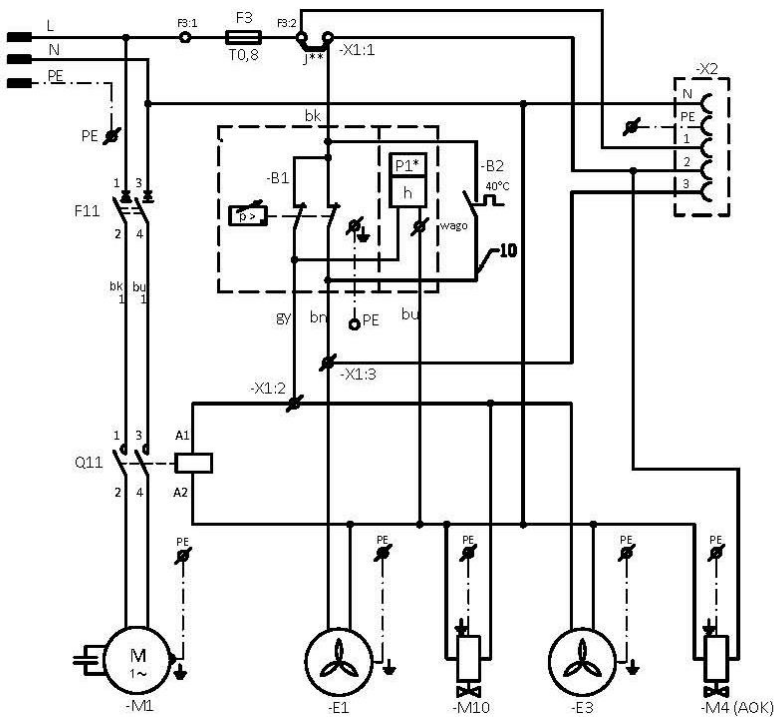 L
F3:1
F3
F3:2
T0,8
J**
-X1:1
N
PE
-X2
N
PE
1
2
3
PE
bk
P1*
h
-B1
-B2
40°C
p >
wago
10
1
3
F11
2
4
bk
1
bu
1
gy
bn
PE
bu
-X1:3
-X1:2
1
3
A1
Q11
2
4
A2
PE
PE
PE
PE
PE
M
1~
-M1
-E1
-M10
-E3
-M4 (AOK)